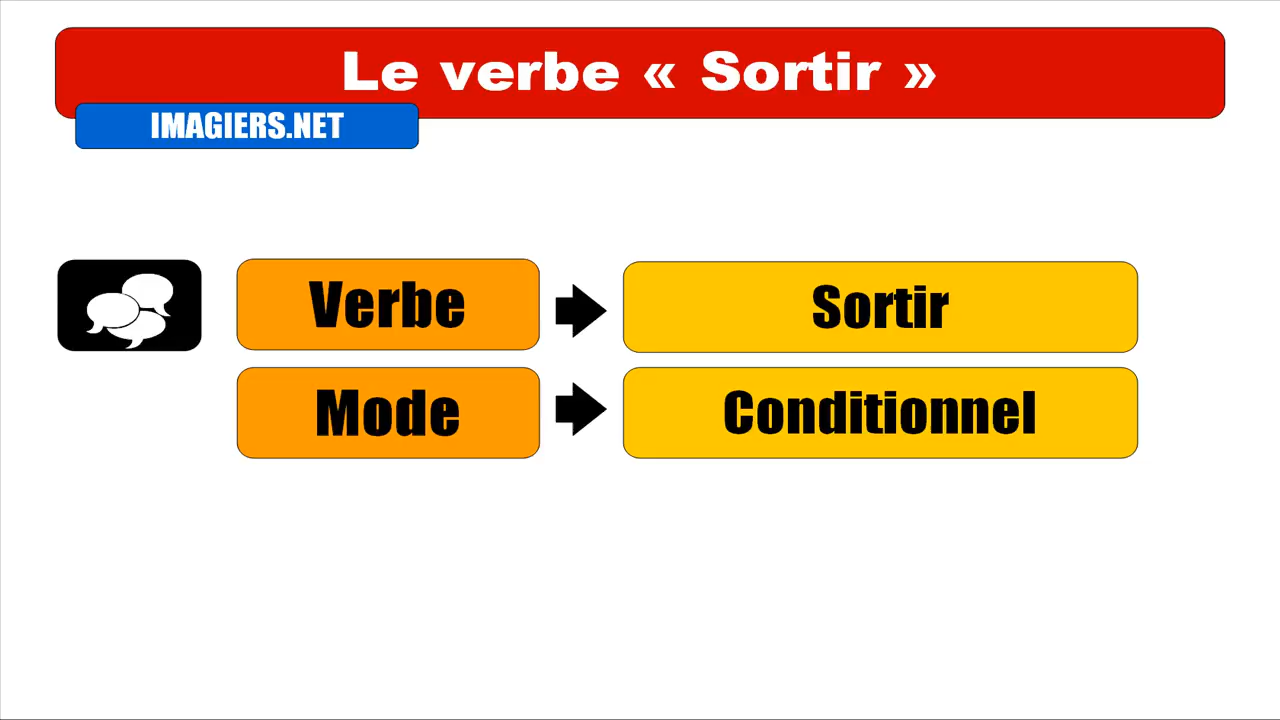 Le verbe « Sortir »
IMAGIERS.NET
Verbe Sortir
Mode Conditionnel